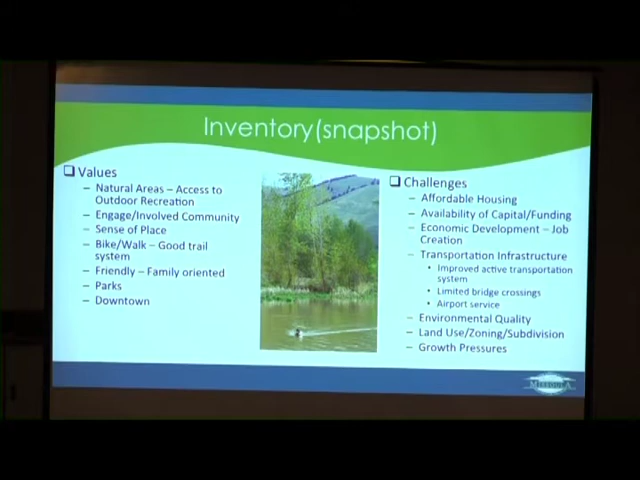 Inventory(snapshot)
Values
– Natural Areas – Access to
Outdoor Recreation
– Engage/Involved Community
– Sense of Place
– Bike/Walk – Good trail
system
– Friendly – Family oriented
– Parks
– Downtown
Challenges
– Affordable Housing
– Availability of Capital/Funding
– Economic Development – Job
Creation
– Transportation Infrastructure
• Improved active transportation
system
• Limited bridge crossings
• Airport service
– Environmental Quality
– Land Use/Zoning/Subdivision
– Growth Pressures
MISSOULA